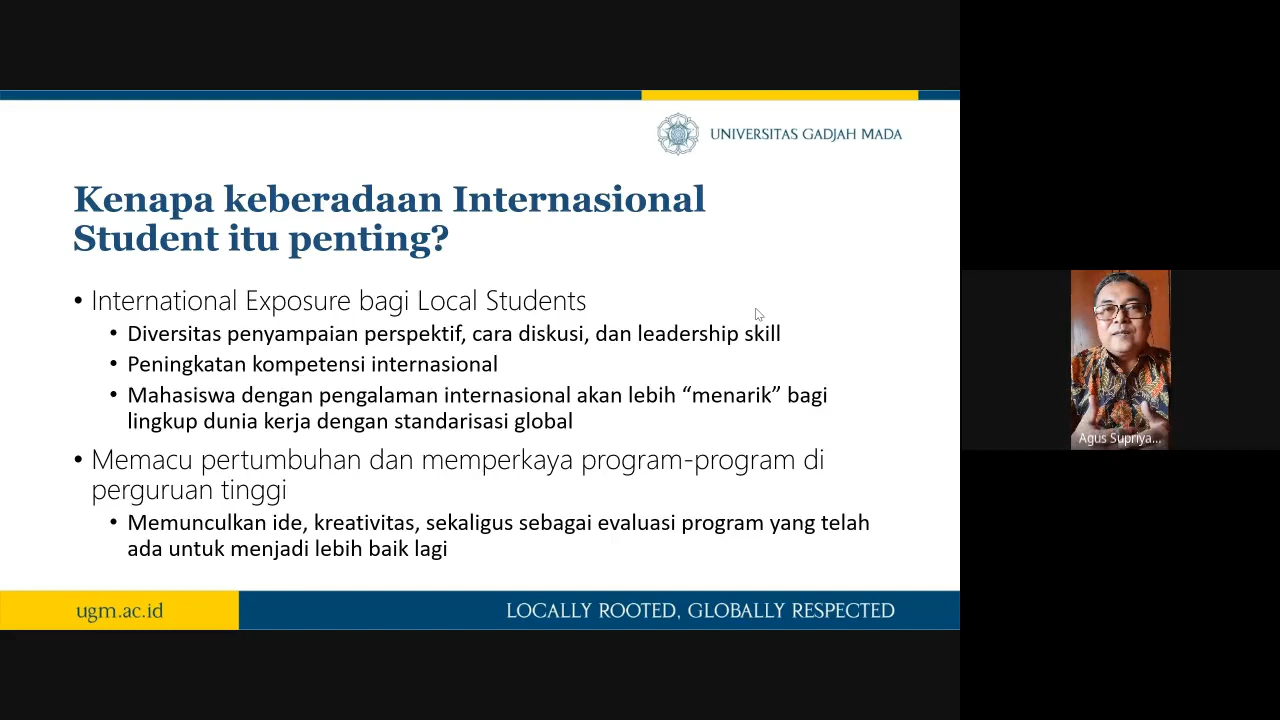 UNIVERSITAS GADJAH MADA
Kenapa keberadaan Internasional
Student itu penting?
• International Exposure bagi Local Students
• Diversitas penyampaian perspektif, cara diskusi, dan leadership skill
• Peningkatan kompetensi internasional
• Mahasiswa dengan pengalaman internasional akan lebih “menarik” bagi
lingkup dunia kerja dengan standarisasi global
• Memacu pertumbuhan dan memperkaya program-program di
perguruan tinggi
• Memunculkan ide, kreativitas, sekaligus sebagai evaluasi program yang telah
ada untuk menjadi lebih baik lagi
ugm.ac.id
LOCALLY ROOTED, GLOBALLY RESPECTED
Agus Supriya...